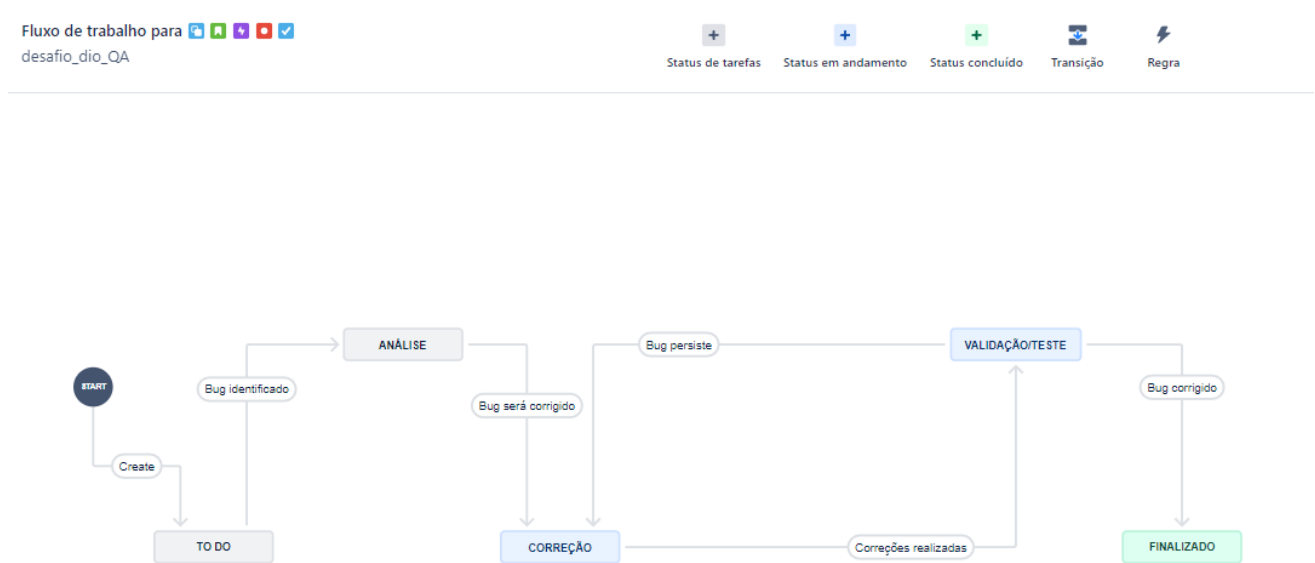 Fluxo de trabalho para
desafio_dio_QA
Status de tarefas
Status em andamento
Status concluído
Transição
Regra
ANÁLISE
Bug persiste
VALIDAÇÃO/TESTE
START
Bug identificado
Bug será corrigido
Bug corrigido
Create
TO DO
CORREÇÃO
Correções realizadas
FINALIZADO